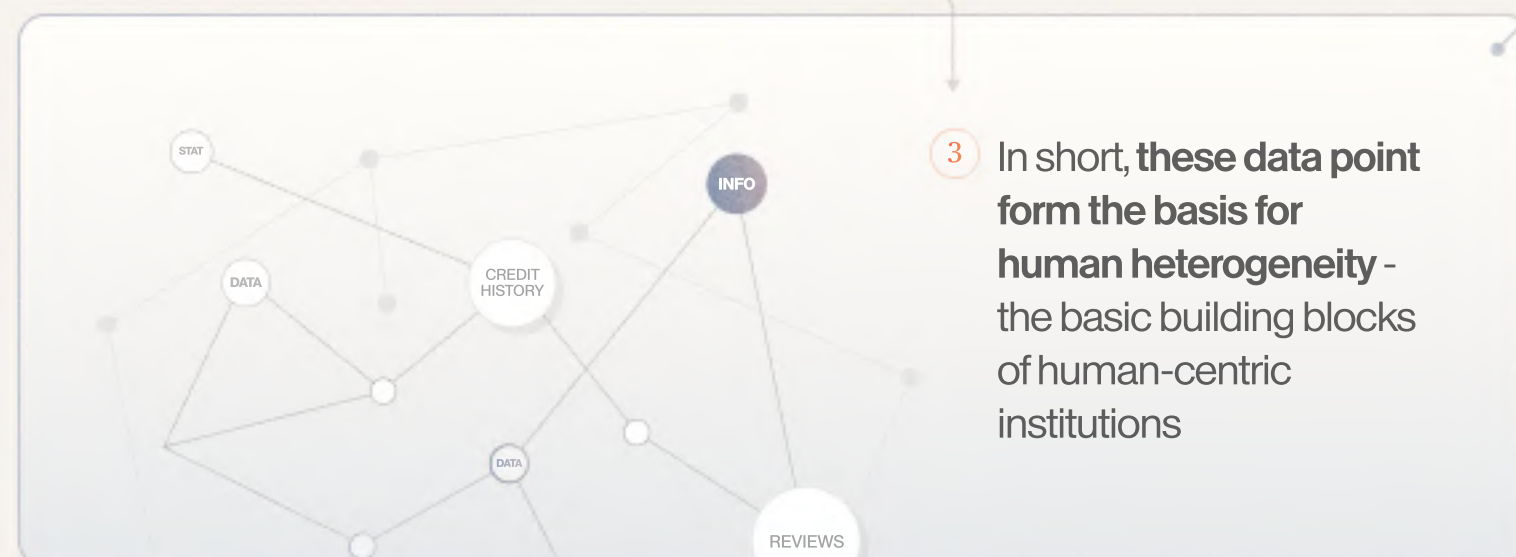 STAT
INFO
DATA
CREDIT
HISTORY
DATA
REVIEWS
3
In short, these data point
form the basis for
human heterogeneity -
the basic building blocks
of human-centric
institutions